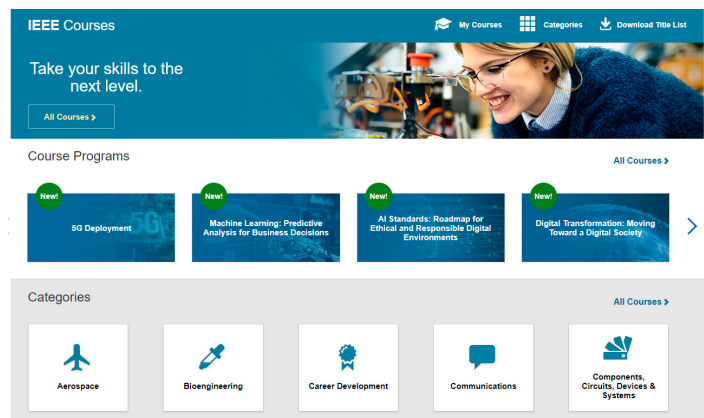 IEEE Courses
My Courses
Categories
Download Title List
Take your skills to the
next level.
All Courses
Course Programs
All Courses
New!
5G Deployment
5G
New!
Machine Learning: Predictive
Analysis for Business Decisions
New!
AI Standards: Roadmap for
Ethical and Responsible Digital
Environments
New!
Digital Transformation: Moving
Toward a Digital Society
Categories
All Courses
Aerospace
Bioengineering
Career Development
Communications
Components,
Circuits, Devices &
Systems